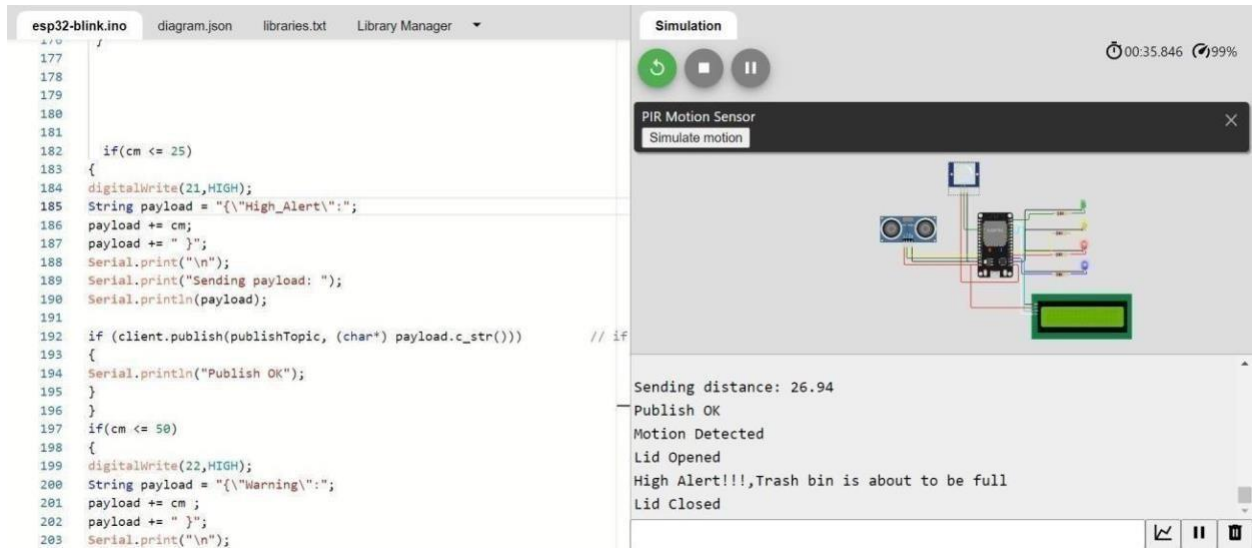 esp32-blink.ino diagram.json libraries.txt Library Manager
176 }
177
178
179
180
181
182 if(cm <= 25)
183 {
184 digitalWrite(21,HIGH);
185 String payload = "{\"High_Alert\":";
186 payload += cm;
187 payload += " }";
188 Serial.print("\n");
189 Serial.print("Sending payload: ");
190 Serial.println(payload);
191
192 if (client.publish(publishTopic, (char*) payload.c_str())) // if
193 {
194 Serial.println("Publish OK");
195 }
196 }
197 if(cm <= 50)
198 {
199 digitalWrite(22,HIGH);
200 String payload = "{\"Warning\":";
201 payload += cm ;
202 payload += " }";
203 Serial.print("\n");
Simulation
00:35.846 99%
PIR Motion Sensor
Simulate motion
Sending distance: 26.94
Publish OK
Motion Detected
Lid Opened
High Alert!!!,Trash bin is about to be full
Lid Closed